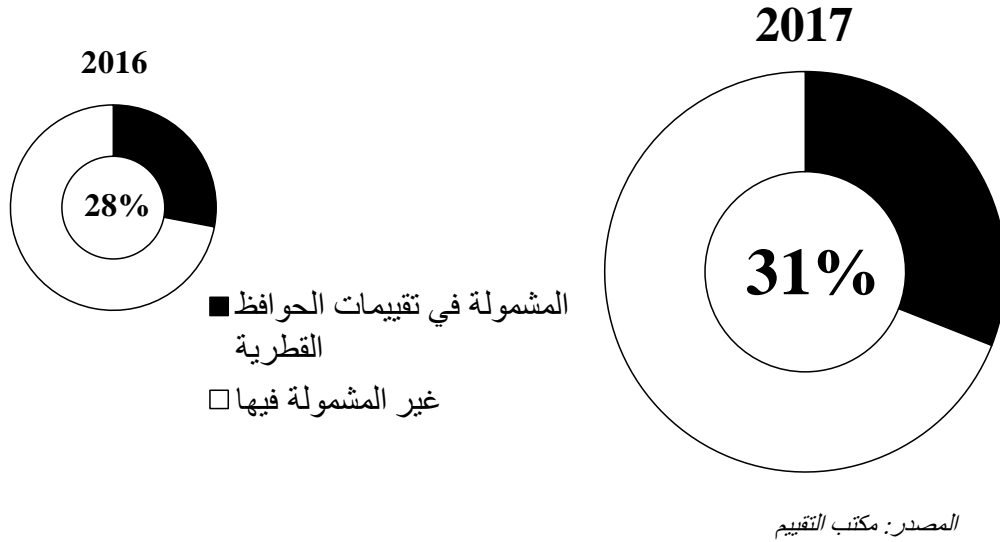 2017
2016
28%
31%
المشمولة في تقييمات الحوافظ
القطرية
غير المشمولة فيها
المصدر: مكتب التقييم